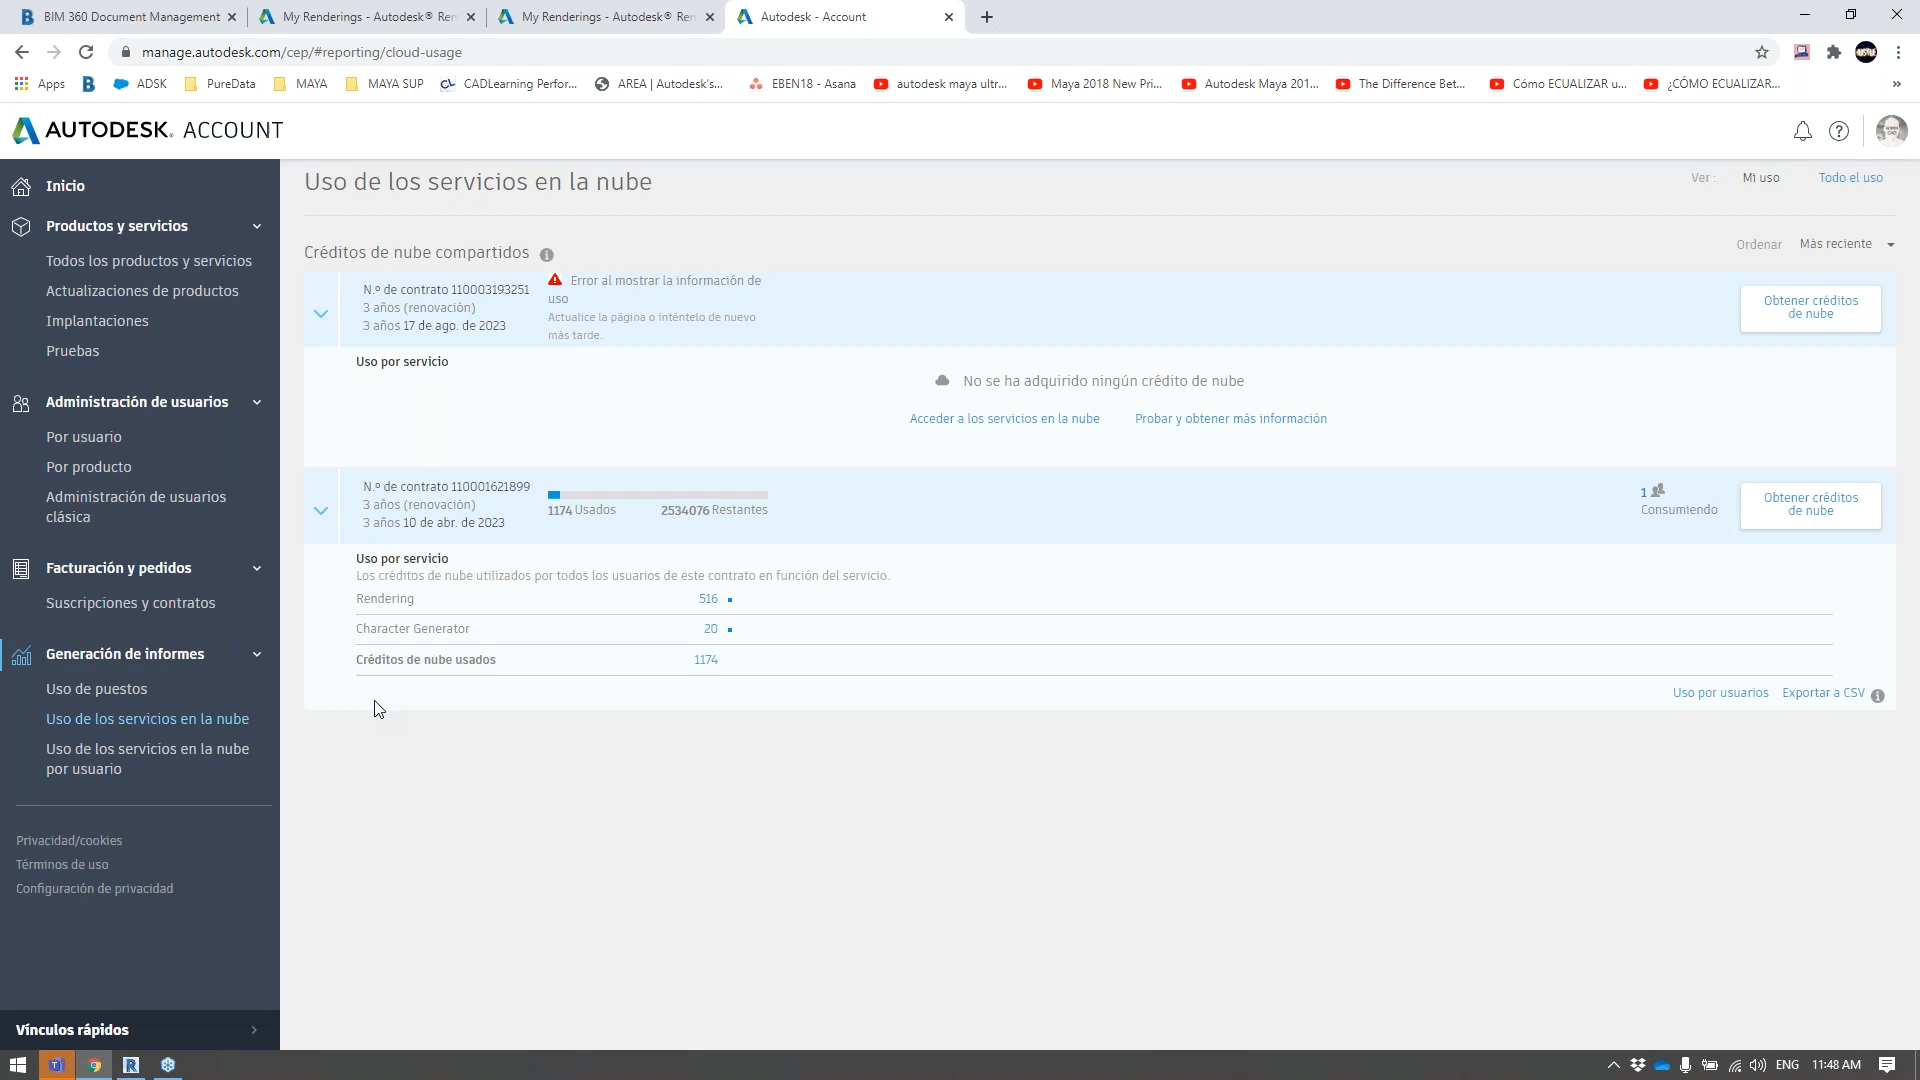 BIM 360 Document Management
My Renderings - Autodesk® Ren
My Renderings - Autodesk® Ren
Autodesk - Account
manage.autodesk.com/cep/#reporting/cloud-usage
Apps
ADSK
PureData
MAYA
MAYA SUP
CADLearning Perfor...
AREA | Autodesk's...
EBEN18 - Asana
autodesk maya ultr...
Maya 2018 New Pri...
Autodesk Maya 201...
The Difference Bet...
Cómo ECUALIZAR u...
¿CÓMO ECUALIZAR...
AUTODESK® ACCOUNT
Inicio
Productos y servicios
Todos los productos y servicios
Actualizaciones de productos
Implantaciones
Pruebas
Administración de usuarios
Por usuario
Por producto
Administración de usuarios
clásica
Facturación y pedidos
Suscripciones y contratos
Generación de informes
Uso de puestos
Uso de los servicios en la nube
Uso de los servicios en la nube
por usuario
Privacidad/cookies
Términos de uso
Configuración de privacidad
Vínculos rápidos
Uso de los servicios en la nube
Ver :
Mi uso
Todo el uso
Créditos de nube compartidos
Ordenar
Más reciente
N.º de contrato 110003193251
3 años (renovación)
3 años 17 de ago. de 2023
Error al mostrar la información de
uso
Actualice la página o inténtelo de nuevo
más tarde.
Obtener créditos
de nube
Uso por servicio
No se ha adquirido ningún crédito de nube
Acceder a los servicios en la nube
Probar y obtener más información
N.º de contrato 110001621899
3 años (renovación)
3 años 10 de abr. de 2023
1174 Usados
2534076 Restantes
1
Consumiendo
Obtener créditos
de nube
Uso por servicio
Los créditos de nube utilizados por todos los usuarios de este contrato en función del servicio.
Rendering 516
Character Generator 20
Créditos de nube usados 1174
Uso por usuarios
Exportar a CSV
ENG
11:48 AM